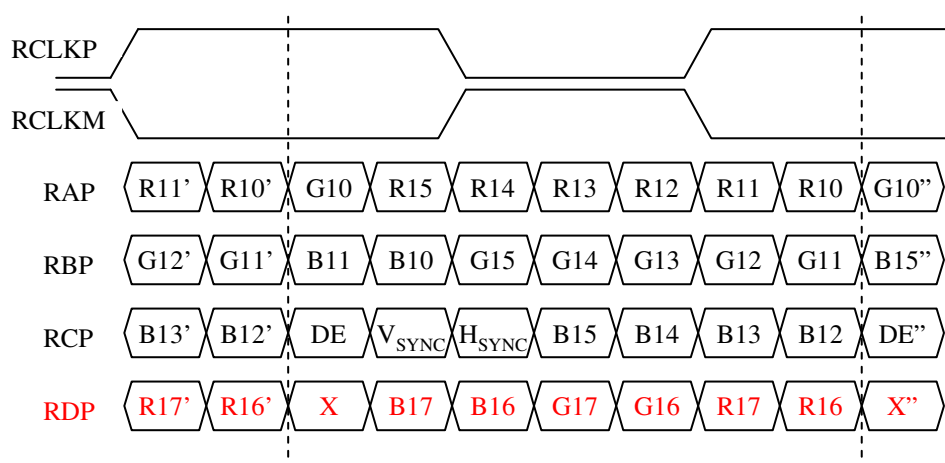 RCLKP
RCLKM
RAP R11’ R10’ G10 R15 R14 R13 R12 R11 R10 G10”
RBP G12’ G11’ B11 B10 G15 G14 G13 G12 G11 B15”
RCP B13’ B12’ DE VSYNC HSYNC B15 B14 B13 B12 DE”
RDP R17’ R16’ X B17 B16 G17 G16 R17 R16 X”